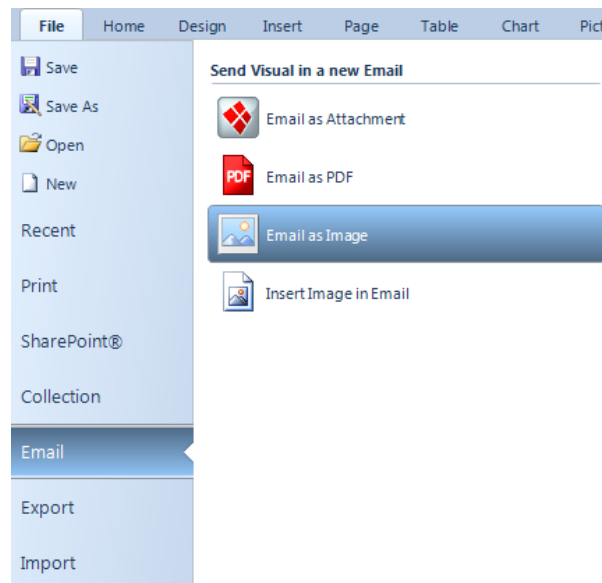 File Home Design Insert Page Table Chart
Save
Save As
Open
New
Recent
Print
SharePoint®
Collection
Email
Export
Import
Send Visual in a new Email
Email as Attachment
PDF Email as PDF
Email as Image
Insert Image in Email